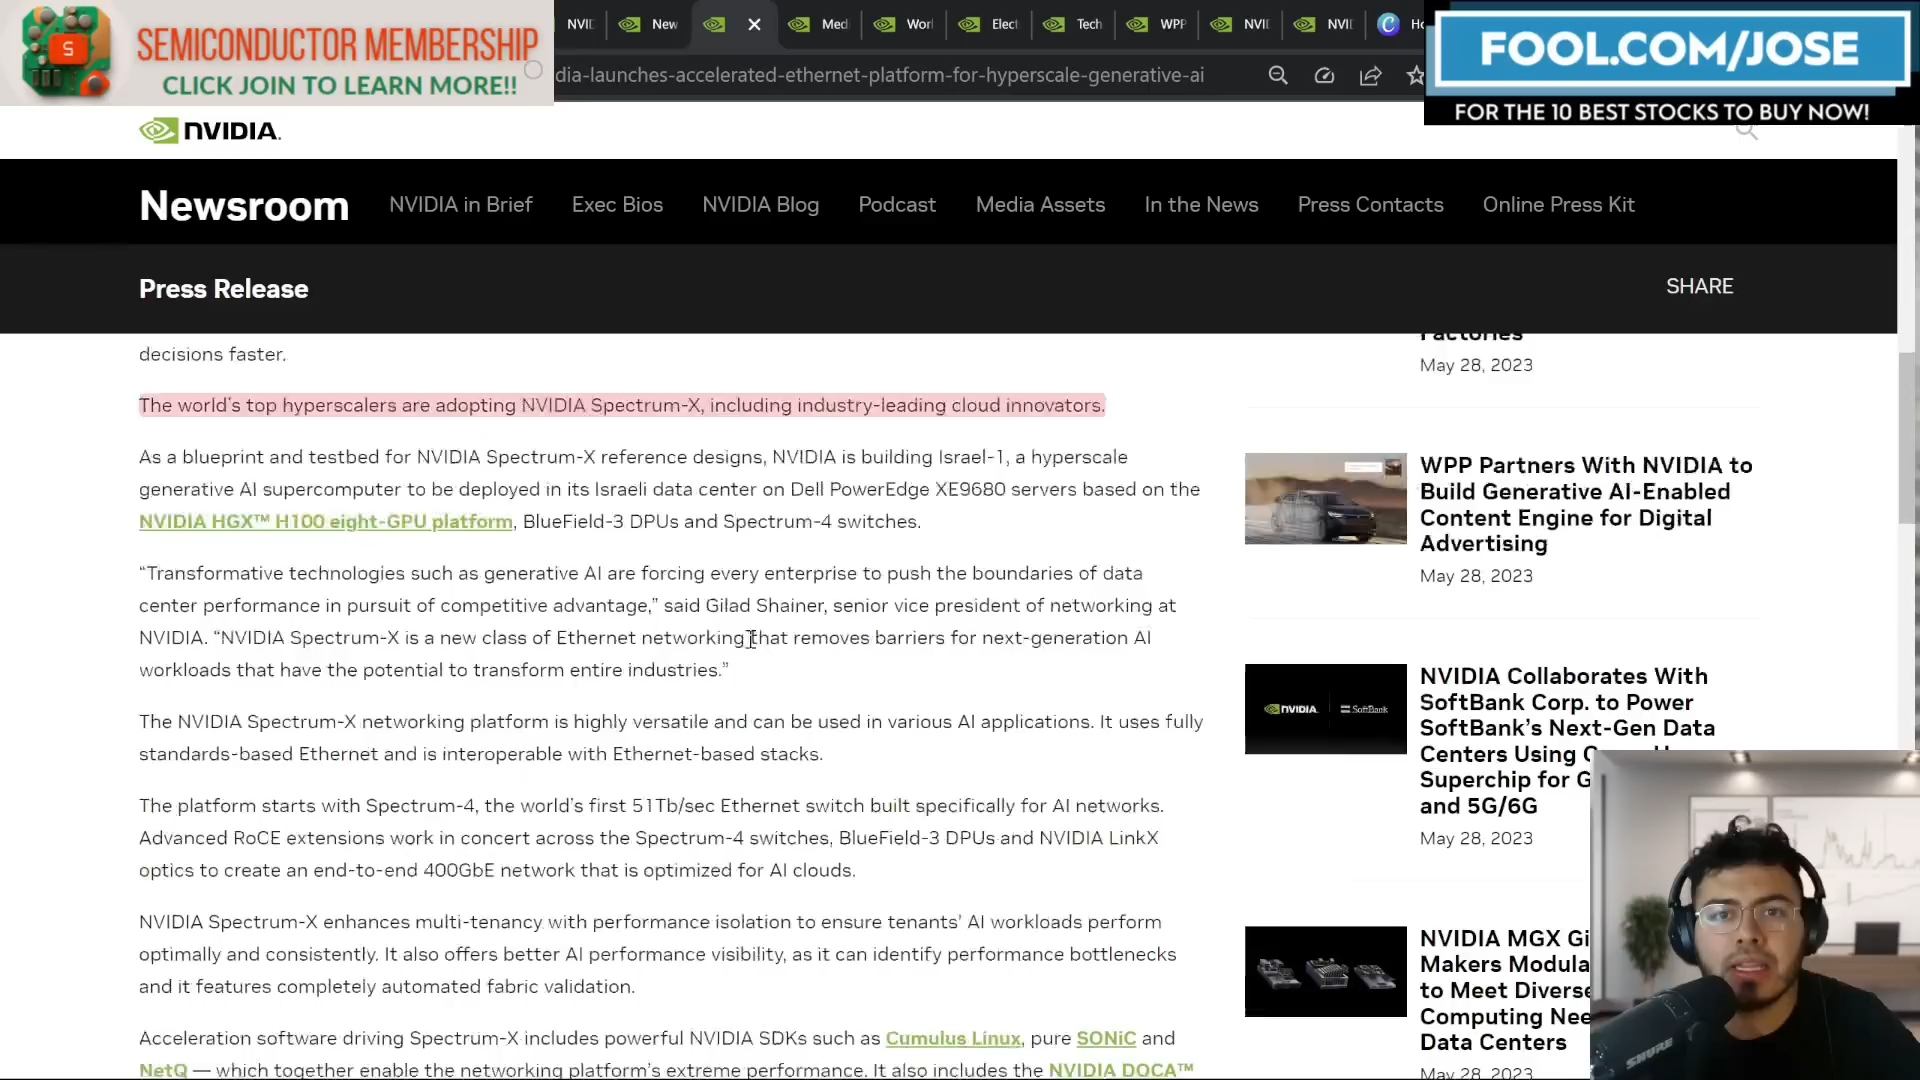 SEMICONDUCTOR MEMBERSHIP
CLICK JOIN TO LEARN MORE!!
S
NVID
New
Med
Worl
Elect
Tech
WPP
NVI
NVI
Ho
FOOL.COM/JOSE
FOR THE 10 BEST STOCKS TO BUY NOW!
dia-launches-accelerated-ethernet-platform-for-hyperscale-generative-ai
NVIDIA.
Newsroom
NVIDIA in Brief
Exec Bios
NVIDIA Blog
Podcast
Media Assets
In the News
Press Contacts
Online Press Kit
Press Release
SHARE
decisions faster.
The world's top hyperscalers are adopting NVIDIA Spectrum-X, including industry-leading cloud innovators.
As a blueprint and testbed for NVIDIA Spectrum-X reference designs, NVIDIA is building Israel-1, a hyperscale
generative AI supercomputer to be deployed in its Israeli data center on Dell PowerEdge XE9680 servers based on the
NVIDIA HGX™ H100 eight-GPU platform, BlueField-3 DPUs and Spectrum-4 switches.
“Transformative technologies such as generative AI are forcing every enterprise to push the boundaries of data
center performance in pursuit of competitive advantage,” said Gilad Shainer, senior vice president of networking at
NVIDIA. “NVIDIA Spectrum-X is a new class of Ethernet networking that removes barriers for next-generation AI
workloads that have the potential to transform entire industries.”
The NVIDIA Spectrum-X networking platform is highly versatile and can be used in various AI applications. It uses fully
standards-based Ethernet and is interoperable with Ethernet-based stacks.
The platform starts with Spectrum-4, the world's first 51Tb/sec Ethernet switch built specifically for AI networks.
Advanced RoCE extensions work in concert across the Spectrum-4 switches, BlueField-3 DPUs and NVIDIA LinkX
optics to create an end-to-end 400GbE network that is optimized for AI clouds.
NVIDIA Spectrum-X enhances multi-tenancy with performance isolation to ensure tenants’ AI workloads perform
optimally and consistently. It also offers better AI performance visibility, as it can identify performance bottlenecks
and it features completely automated fabric validation.
Acceleration software driving Spectrum-X includes powerful NVIDIA SDKs such as Cumulus Linux, pure SONiC and
NetQ — which together enable the networking platform’s extreme performance. It also includes the NVIDIA DOCA™
Factories
May 28, 2023
WPP Partners With NVIDIA to
Build Generative AI-Enabled
Content Engine for Digital
Advertising
May 28, 2023
NVIDIA
SoftBank
NVIDIA Collaborates With
SoftBank Corp. to Power
SoftBank’s Next-Gen Data
Centers Using G
Superchip for G
and 5G/6G
May 28, 2023
NVIDIA MGX Gi
Makers Modula
to Meet Diverse
Computing Nee
Data Centers
May 28, 2023
SHURE